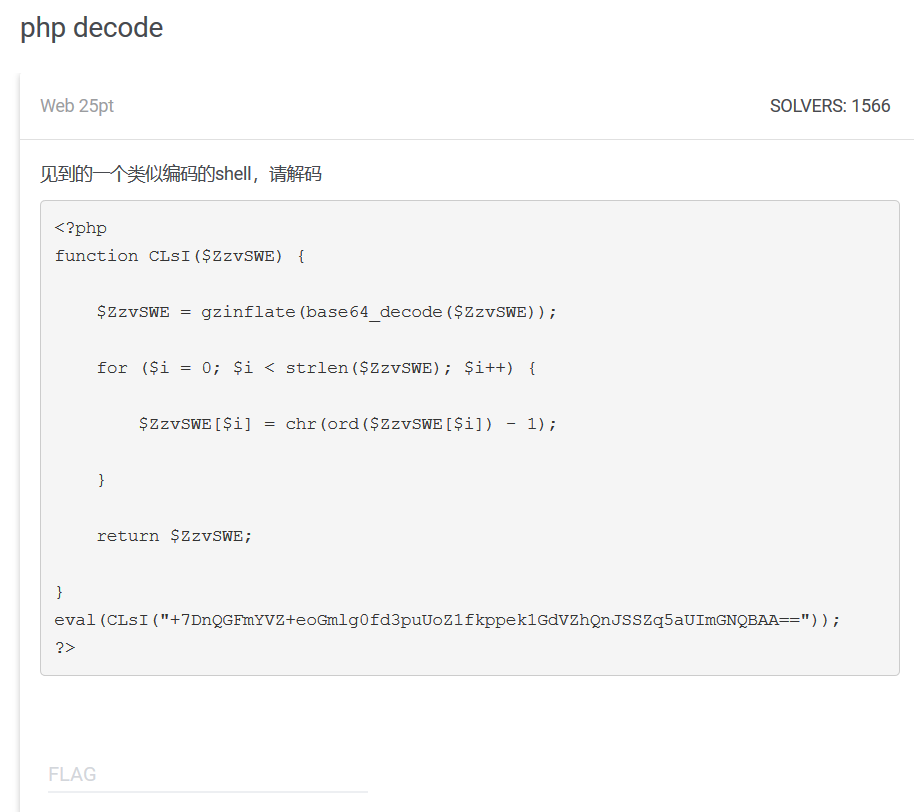 php decode
Web 25pt
SOLVERS: 1566
见到的一个类似编码的shell，请解码
<?php
function CLsI($ZzvSWE) {
    $ZzvSWE = gzinflate(base64_decode($ZzvSWE));
    for ($i = 0; $i < strlen($ZzvSWE); $i++) {
        $ZzvSWE[$i] = chr(ord($ZzvSWE[$i]) - 1);
    }
    return $ZzvSWE;
}
eval(CLsI("+7DnQGFmYVZ+eoGmlg0fd3puUoZ1fkppek1GdVZhQnJSSZq5aUImGNQBAA=="));
?>
FLAG